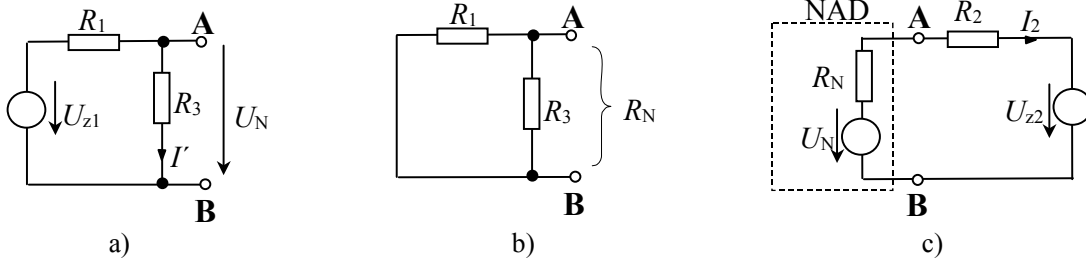 R1
A
Uz1
R3
UN
I′
B
a)
R1
A
R3
RN
B
b)
NAD
A
R2
I2
RN
UN
Uz2
B
c)